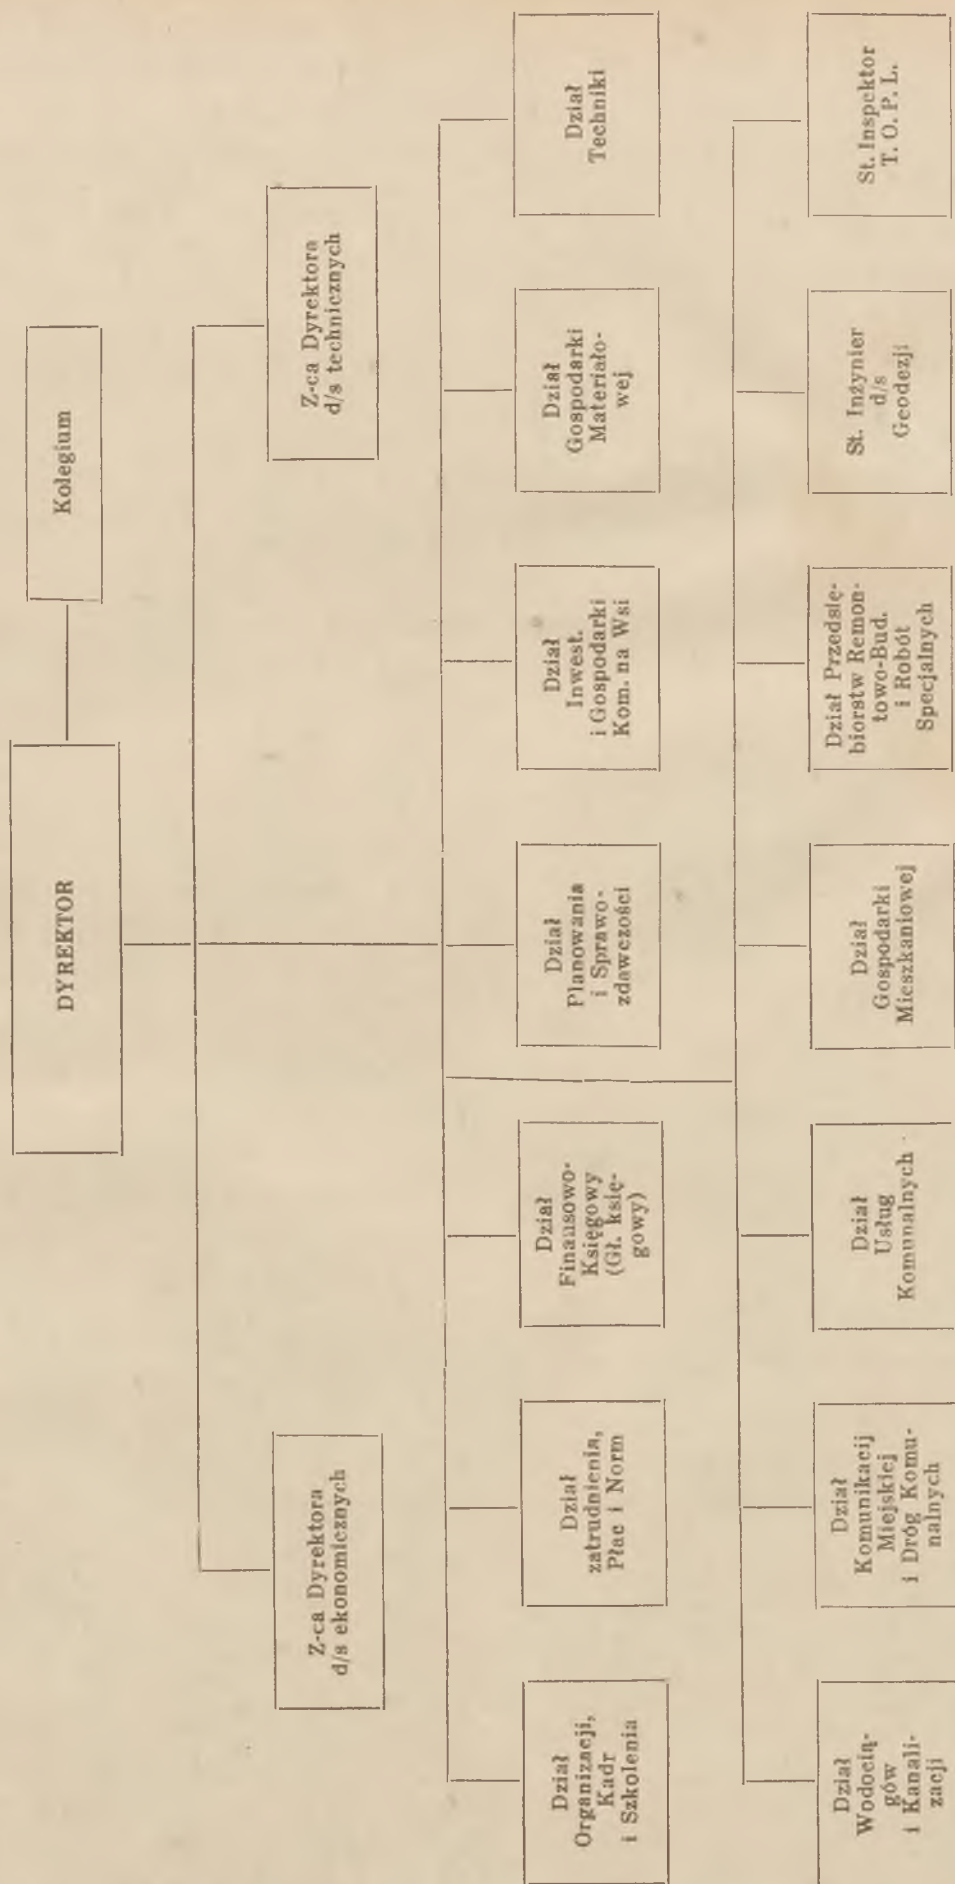 DYREKTOR
Kolegium
Z-ca Dyrektora
d/s ekonomicznych
Z-ca Dyrektora
d/s technicznych
Dział
Organizacji,
Kadr
i Szkolenia
Dział
zatrudnienia,
Płac i Norm
Dział
Finansowo-
Księgowy
(Gł. księ-
gowy)
Dział
Planowania
i Sprawo-
zdawczości
Dział
Inwest.
i Gospodarki
Kom. na Wsi
Dział
Gospodarki
Materiało-
wej
Dział
Techniki
Dział
Wodocią-
gów
i Kanali-
zacji
Dział
Komunikacij
Miejskiej
i Dróg Komu-
nalnych
Dział
Usług
Komunalnych
Dział
Gospodarki
Mieszkaniowej
Dział Przedsię-
biorstw Remon-
towo-Bud.
i Robót
Specjalnych
St. Inżynier
d/s
Geodezji
St. Inspektor
T. O. P. L.